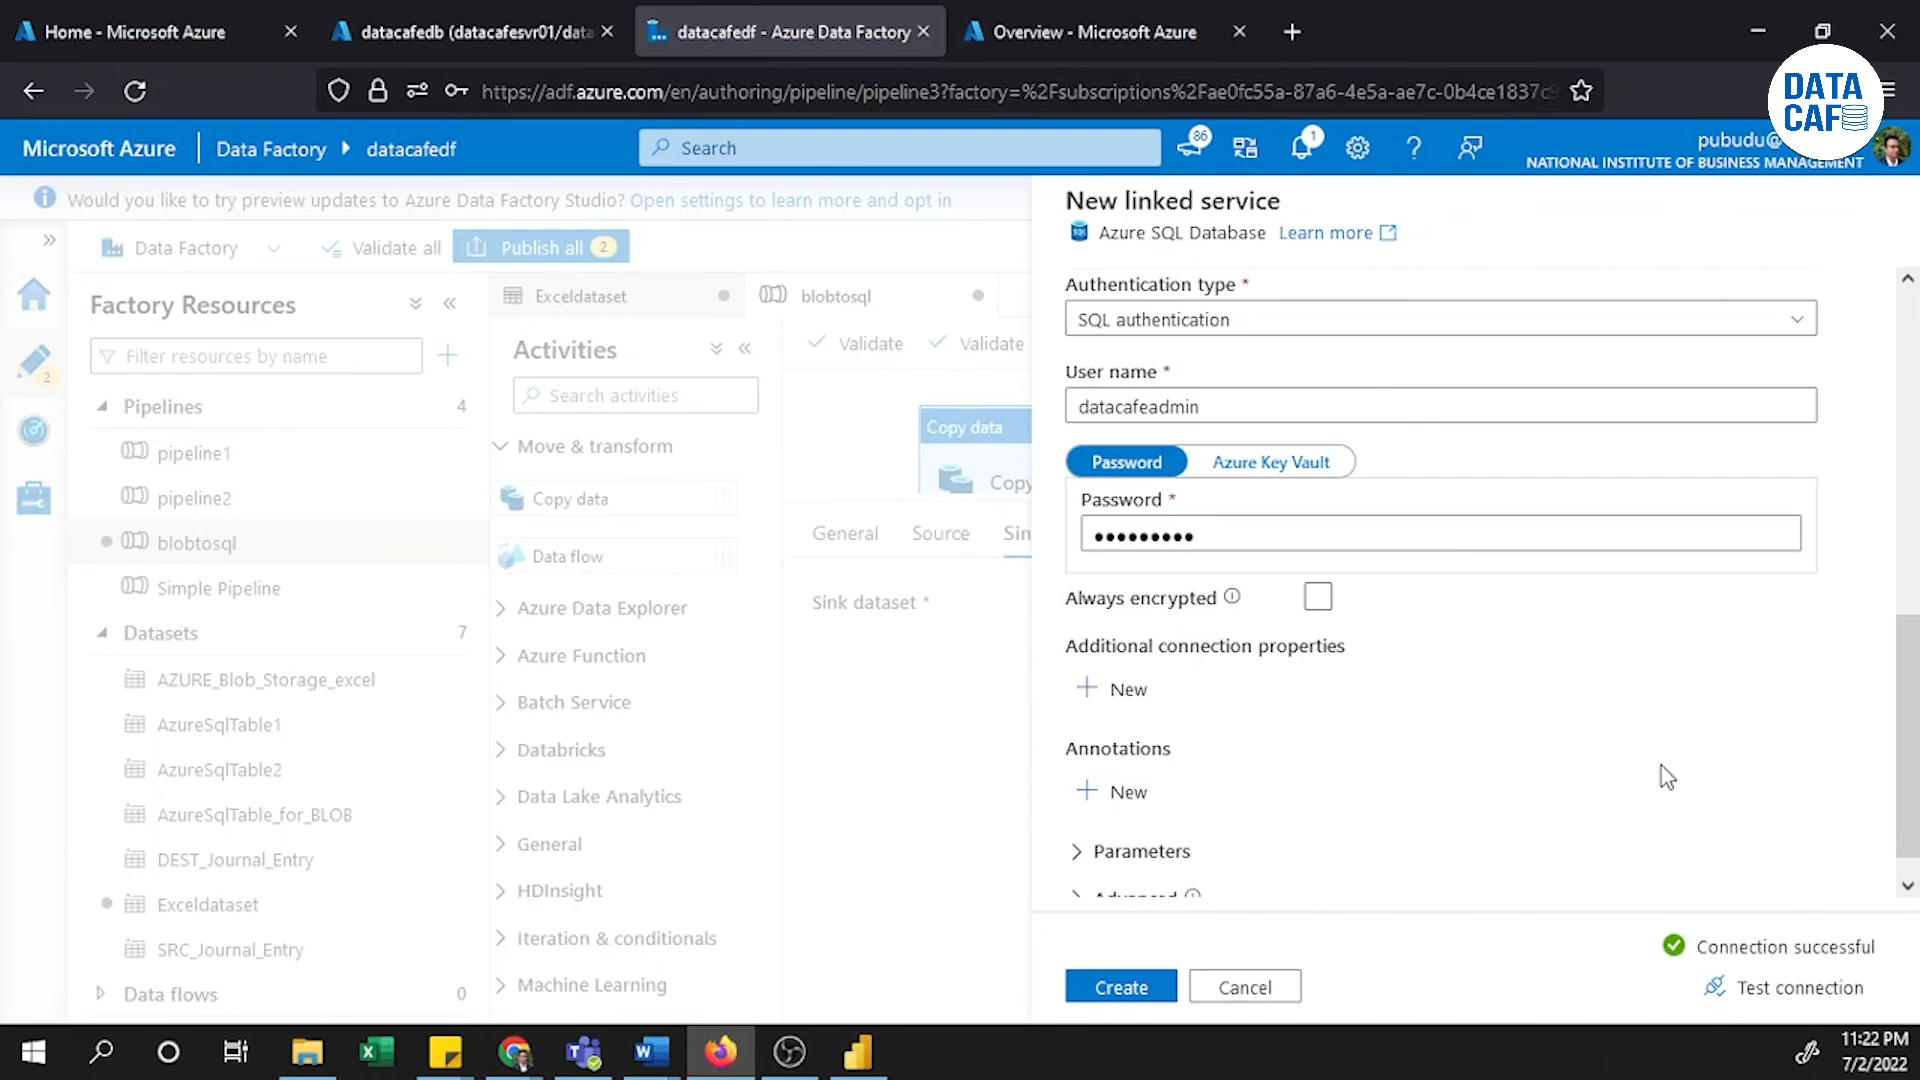 Home - Microsoft Azure
datacafedb (datacafesvr01/data
datacafedf - Azure Data Factory
Overview - Microsoft Azure
https://adf.azure.com/en/authoring/pipeline/pipeline3?factory=%2Fsubscriptions%2Fae0fc55a-87a6-4e5a-ae7c-0b4ce1837c9
DATA
CAF
Microsoft Azure
Data Factory
datacafedf
Search
86
1
pubudu@
NATIONAL INSTITUTE OF BUSINESS MANAGEMENT
Would you like to try preview updates to Azure Data Factory Studio? Open settings to learn more and opt in
Data Factory
Validate all
Publish all 2
Factory Resources
Filter resources by name
2
Pipelines 4
pipeline1
pipeline2
blobtosql
Simple Pipeline
Datasets 7
AZURE_Blob_Storage_excel
AzureSqlTable1
AzureSqlTable2
AzureSqlTable_for_BLOB
DEST_Journal_Entry
Exceldataset
SRC_Journal_Entry
Data flows 0
Exceldataset
blobtosql
Activities
Search activities
Move & transform
Copy data
Data flow
Azure Data Explorer
Azure Function
Batch Service
Databricks
Data Lake Analytics
General
HDInsight
Iteration & conditionals
Machine Learning
Validate
Validate
Copy data
Copy
General
Source
Sin
Sink dataset *
New linked service
SQL
Azure SQL Database Learn more
Authentication type *
SQL authentication
User name *
datacafeadmin
Password
Azure Key Vault
Password *
•••••••••
Always encrypted
Additional connection properties
New
Annotations
New
Parameters
Advanced
Connection successful
Create
Cancel
Test connection
11:22 PM
7/2/2022